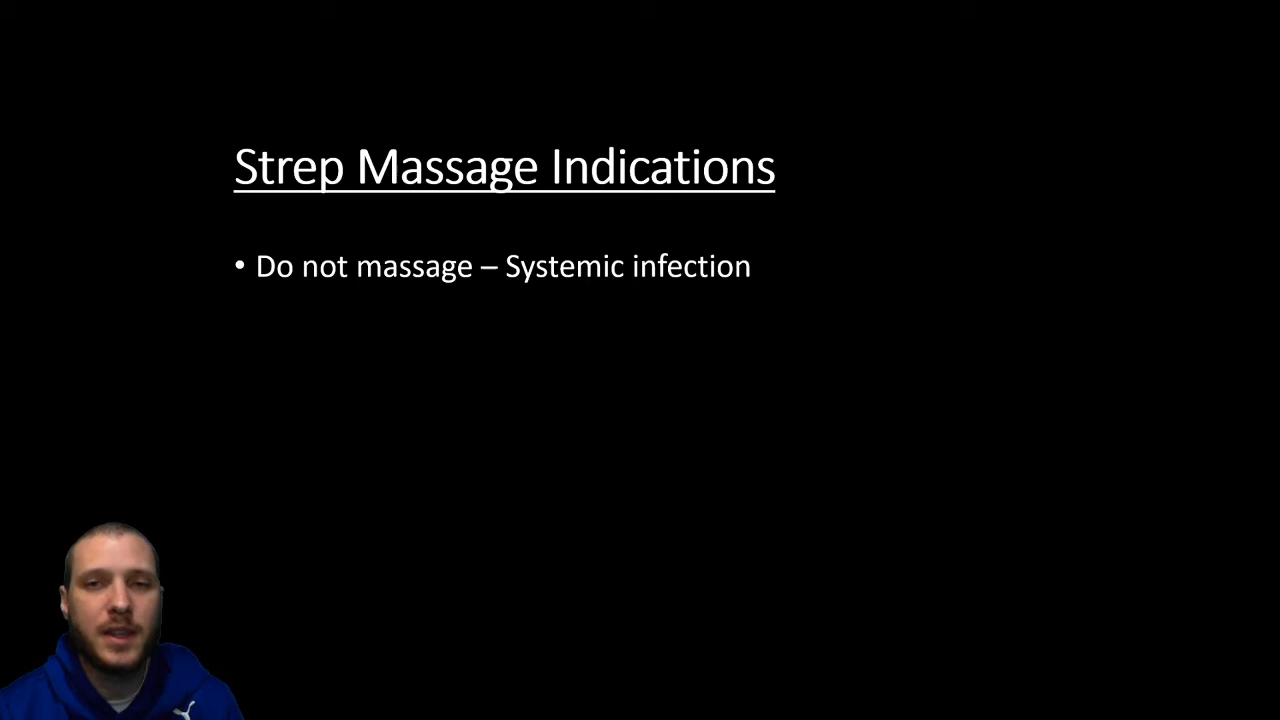 Strep Massage Indications
• Do not massage – Systemic infection